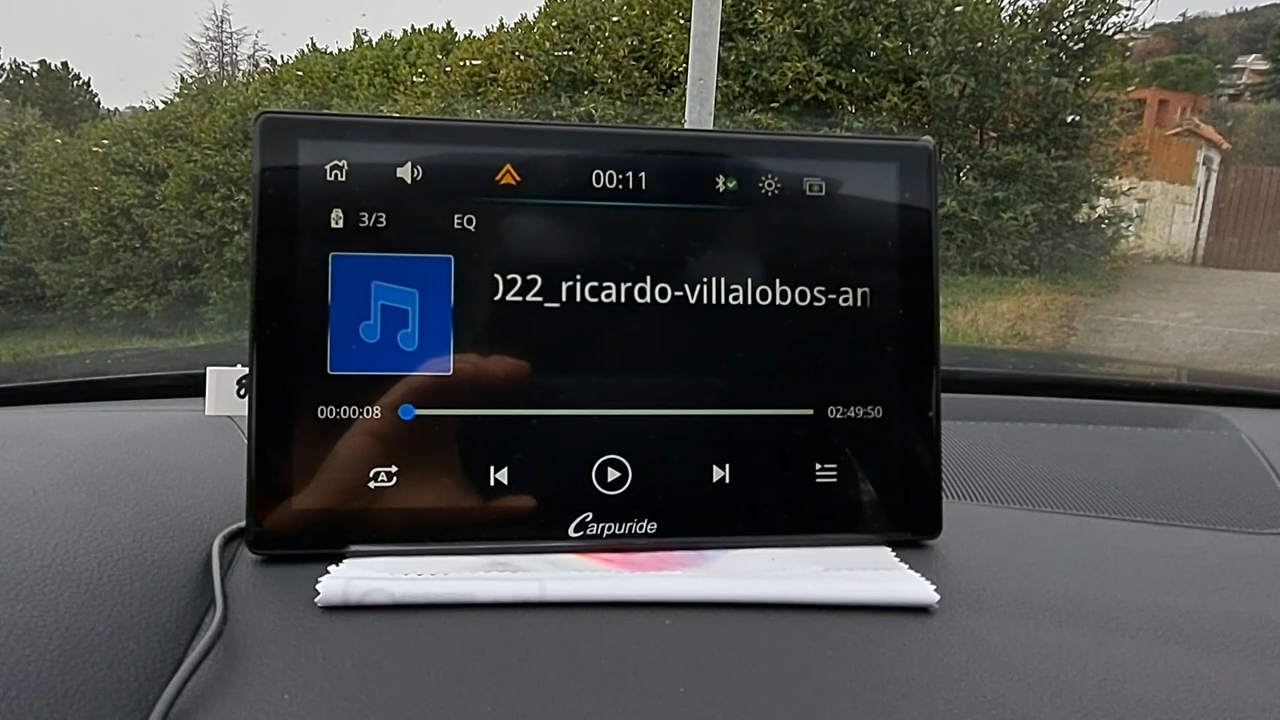 00:11
3/3 EQ
022_ricardo-villalobos-an
00:00:08 02:49:50
A
Carpuride